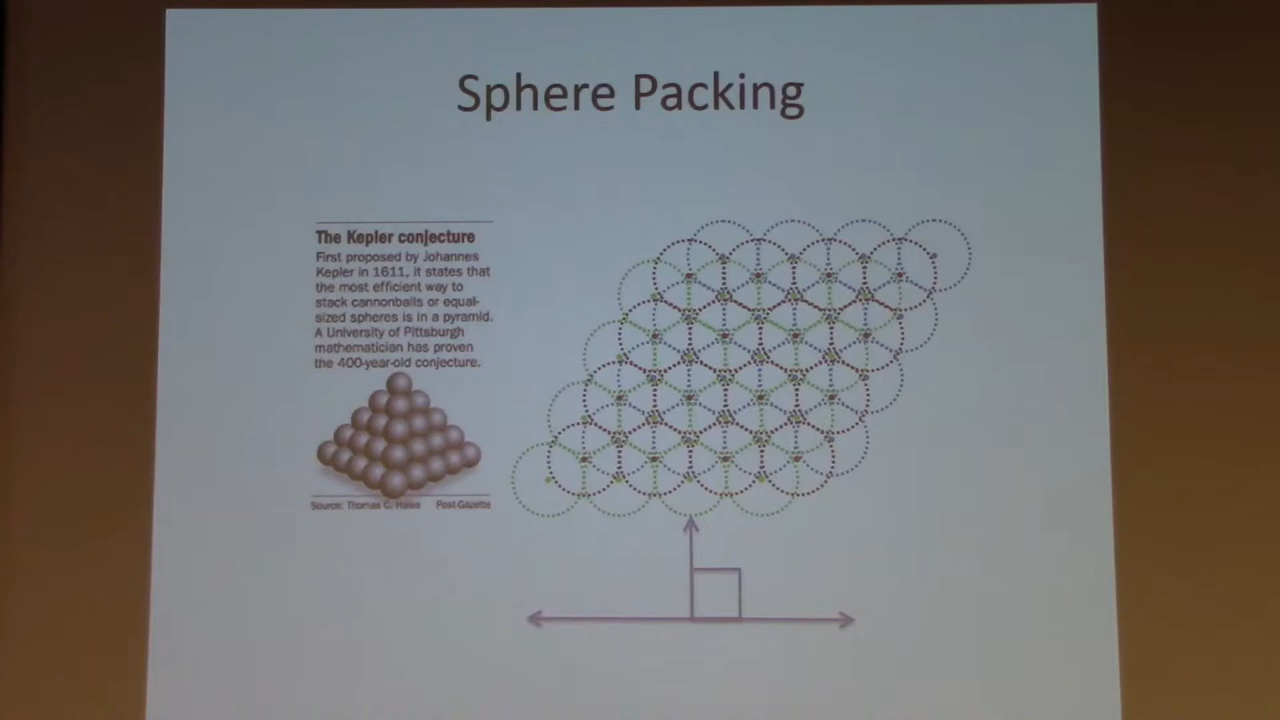 Sphere Packing
The Kepler conjecture
First proposed by Johannes
Kepler in 1611, it states that
the most efficient way to
stack cannonballs or equal-
sized spheres is in a pyramid.
A University of Pittsburgh
mathematician has proven
the 400-year-old conjecture.
Source: Thomas C. Hales Post-Gazette